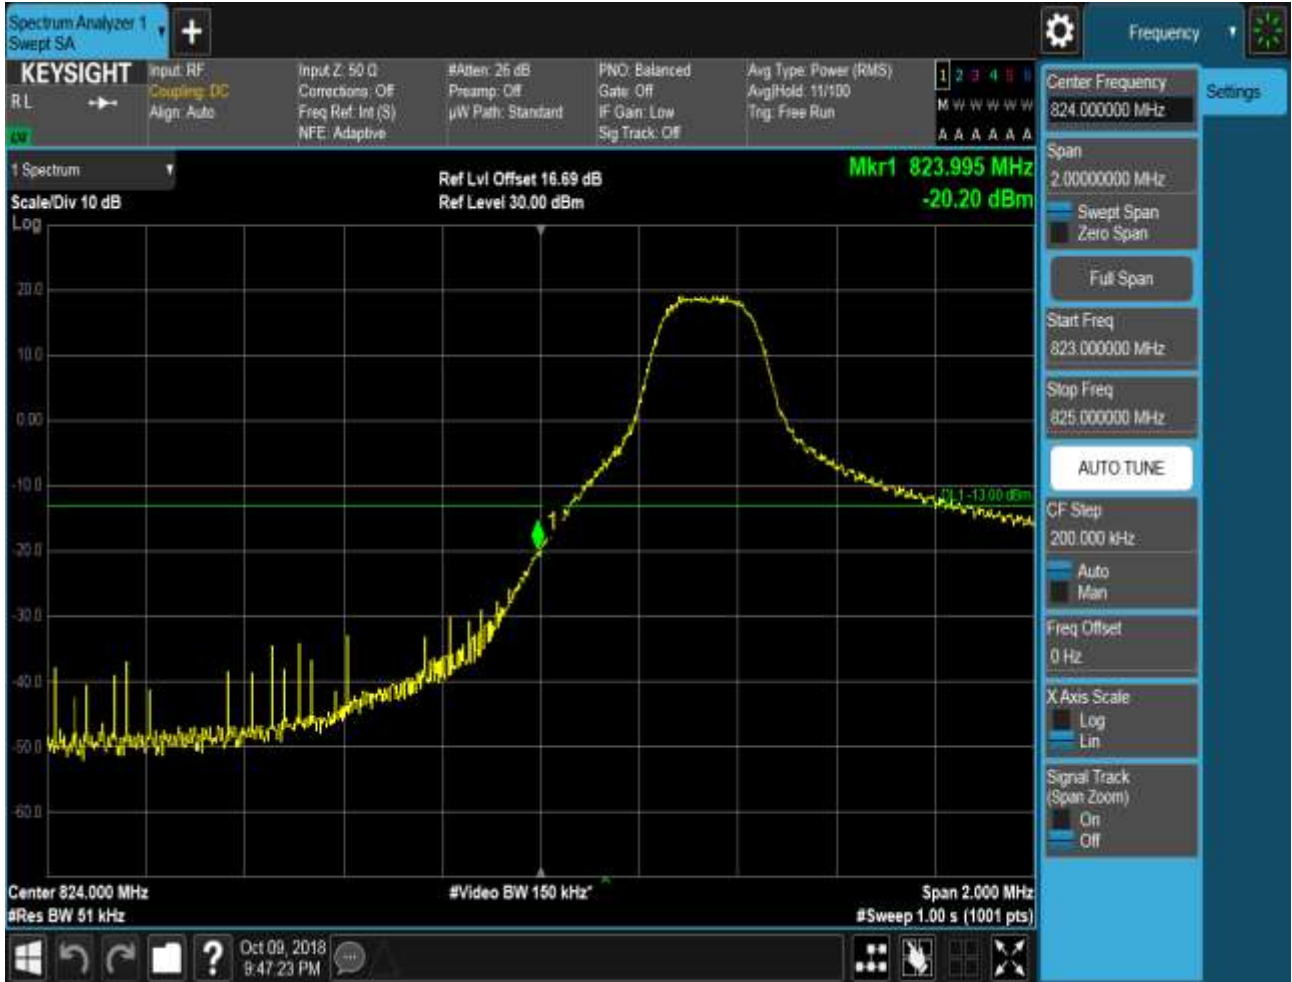 Spectrum Analyzer 1
Swept SA
Frequency
KEYSIGHT
R L
Input: RF
Coupling: DC
Align: Auto
Input Z: 50 Ω
Corrections: Off
Freq Ref: Int (S)
NFE: Adaptive
#Atten: 26 dB
Preamp: Off
µW Path: Standard
PNO: Balanced
Gate: Off
IF Gain: Low
Sig Track: Off
Avg Type: Power (RMS)
Avg|Hold: 11/100
Trig: Free Run
1 2 3 4 5 6
M W W W W W
A A A A A A
1 Spectrum
Scale/Div 10 dB
Log
Ref Lvl Offset 16.69 dB
Ref Level 30.00 dBm
Mkr1 823.995 MHz
-20.20 dBm
20.0
10.0
0.00
-10.0
-20.0
-30.0
-40.0
-50.0
-60.0
DL1 -13.00 dBm
1
Center 824.000 MHz
#Res BW 51 kHz
#Video BW 150 kHz*
Span 2.000 MHz
#Sweep 1.00 s (1001 pts)
Center Frequency
824.000000 MHz
Settings
Span
2.00000000 MHz
Swept Span
Zero Span
Full Span
Start Freq
823.000000 MHz
Stop Freq
825.000000 MHz
AUTO TUNE
CF Step
200.000 kHz
Auto
Man
Freq Offset
0 Hz
X Axis Scale
Log
Lin
Signal Track
(Span Zoom)
On
Off
?
Oct 09, 2018
9:47:23 PM